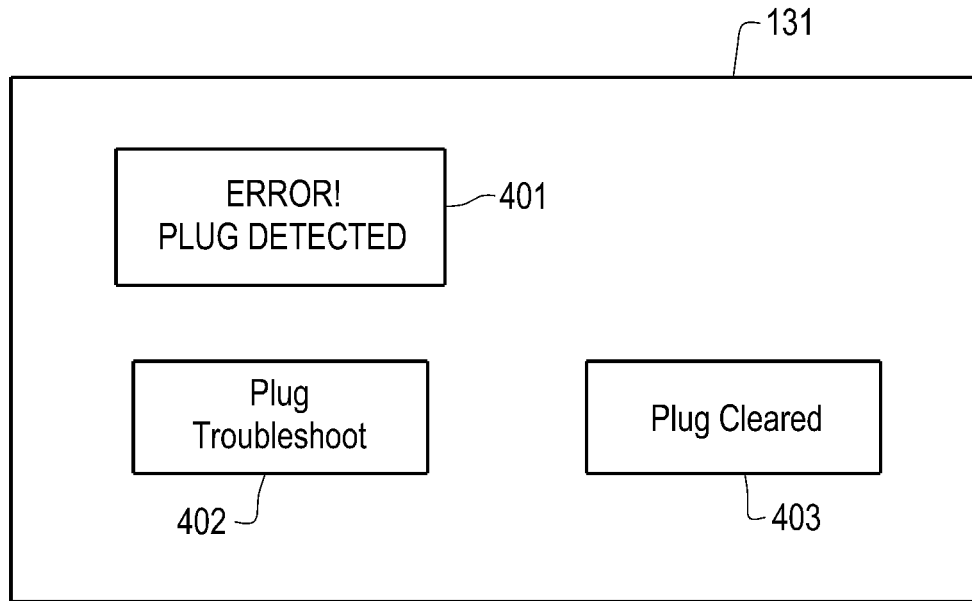 131
ERROR!
PLUG DETECTED
401
Plug
Troubleshoot
Plug Cleared
402
403